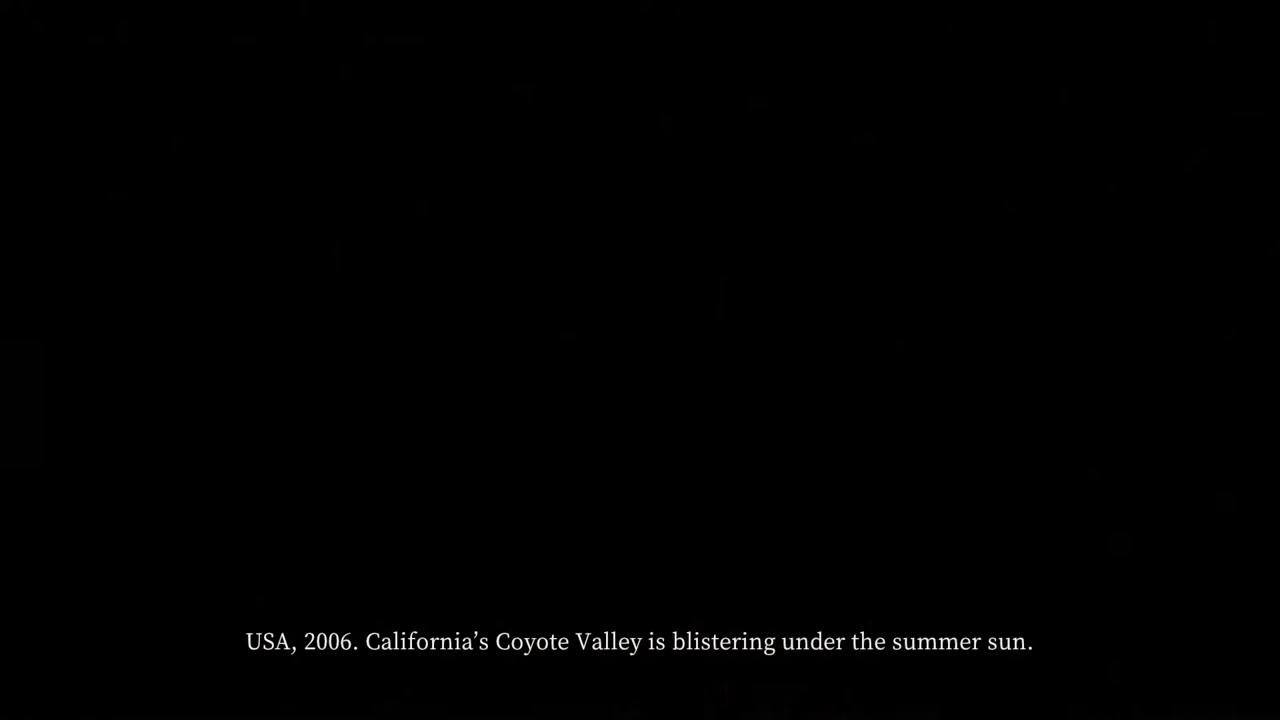 USA, 2006. California’s Coyote Valley is blistering under the summer sun.